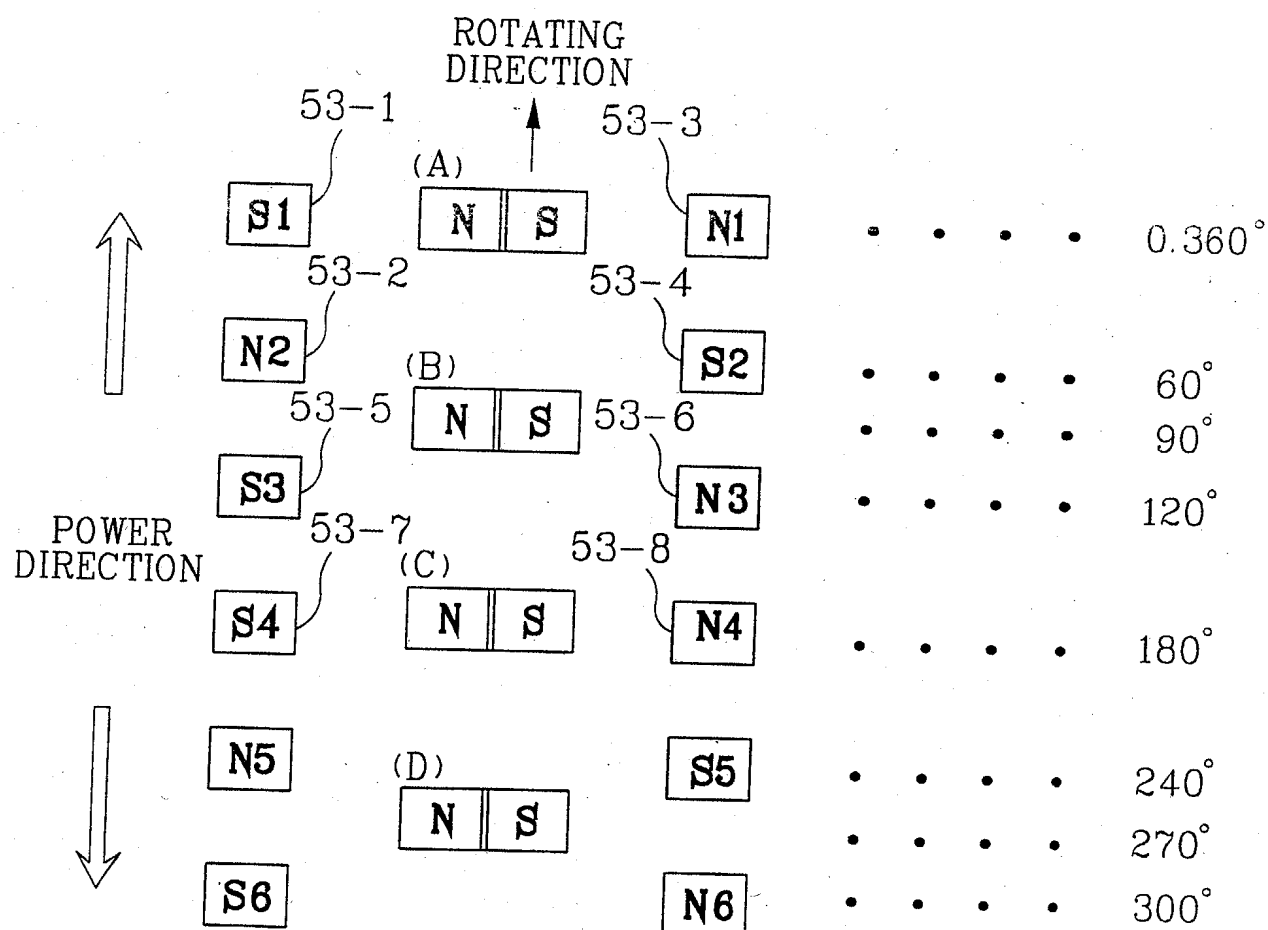 ROTATING
DIRECTION
53-1
53-3
(A)
S1
N
S
N1
0.360°
53-2
53-4
N2
S2
(B)
60°
53-5
N
S
53-6
90°
S3
N3
120°
POWER
DIRECTION
53-7
53-8
(C)
S4
N
S
N4
180°
N5
(D)
S5
240°
N
S
270°
S6
N6
300°